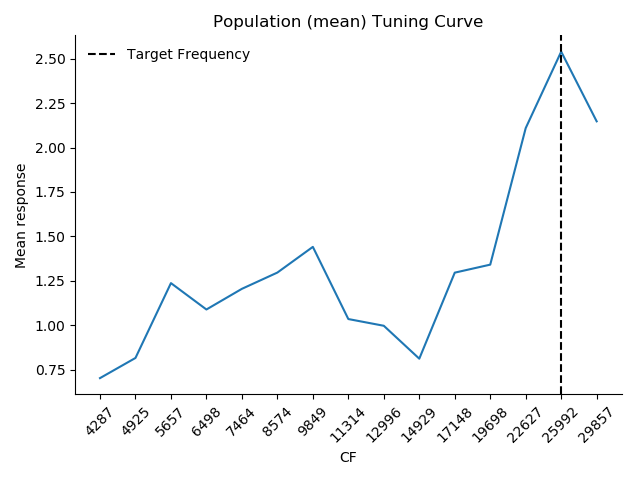 Population (mean) Tuning Curve
Target Frequency
Mean response
2.50
2.25
2.00
1.75
1.50
1.25
1.00
0.75
4287 4925 5657 6498 7464 8574 9849 11314 12996 14929 17148 19698 22627 25992 29857
CF